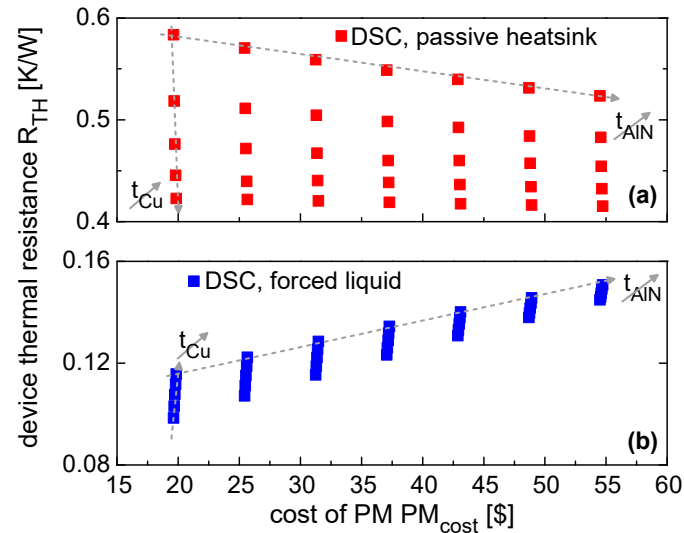 device thermal resistance R_TH [K/W]
0.6
DSC, passive heatsink
0.5
t_AlN
t_Cu
(a)
0.4
0.16
DSC, forced liquid
t_AlN
t_Cu
0.12
(b)
0.08
15 20 25 30 35 40 45 50 55 60
cost of PM PM_cost [$]